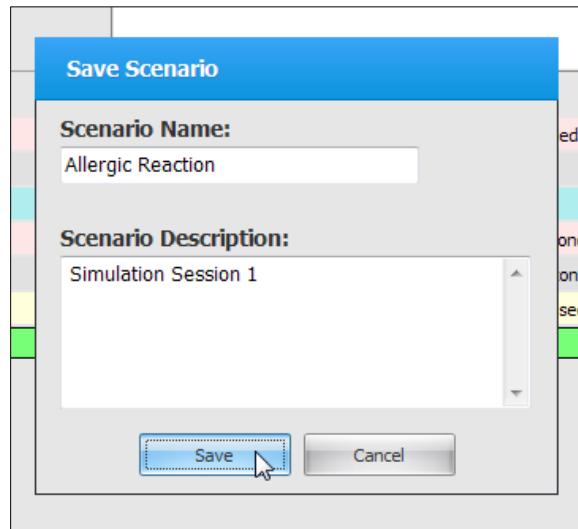 Save Scenario
Scenario Name:
Allergic Reaction
Scenario Description:
Simulation Session 1
Save
Cancel